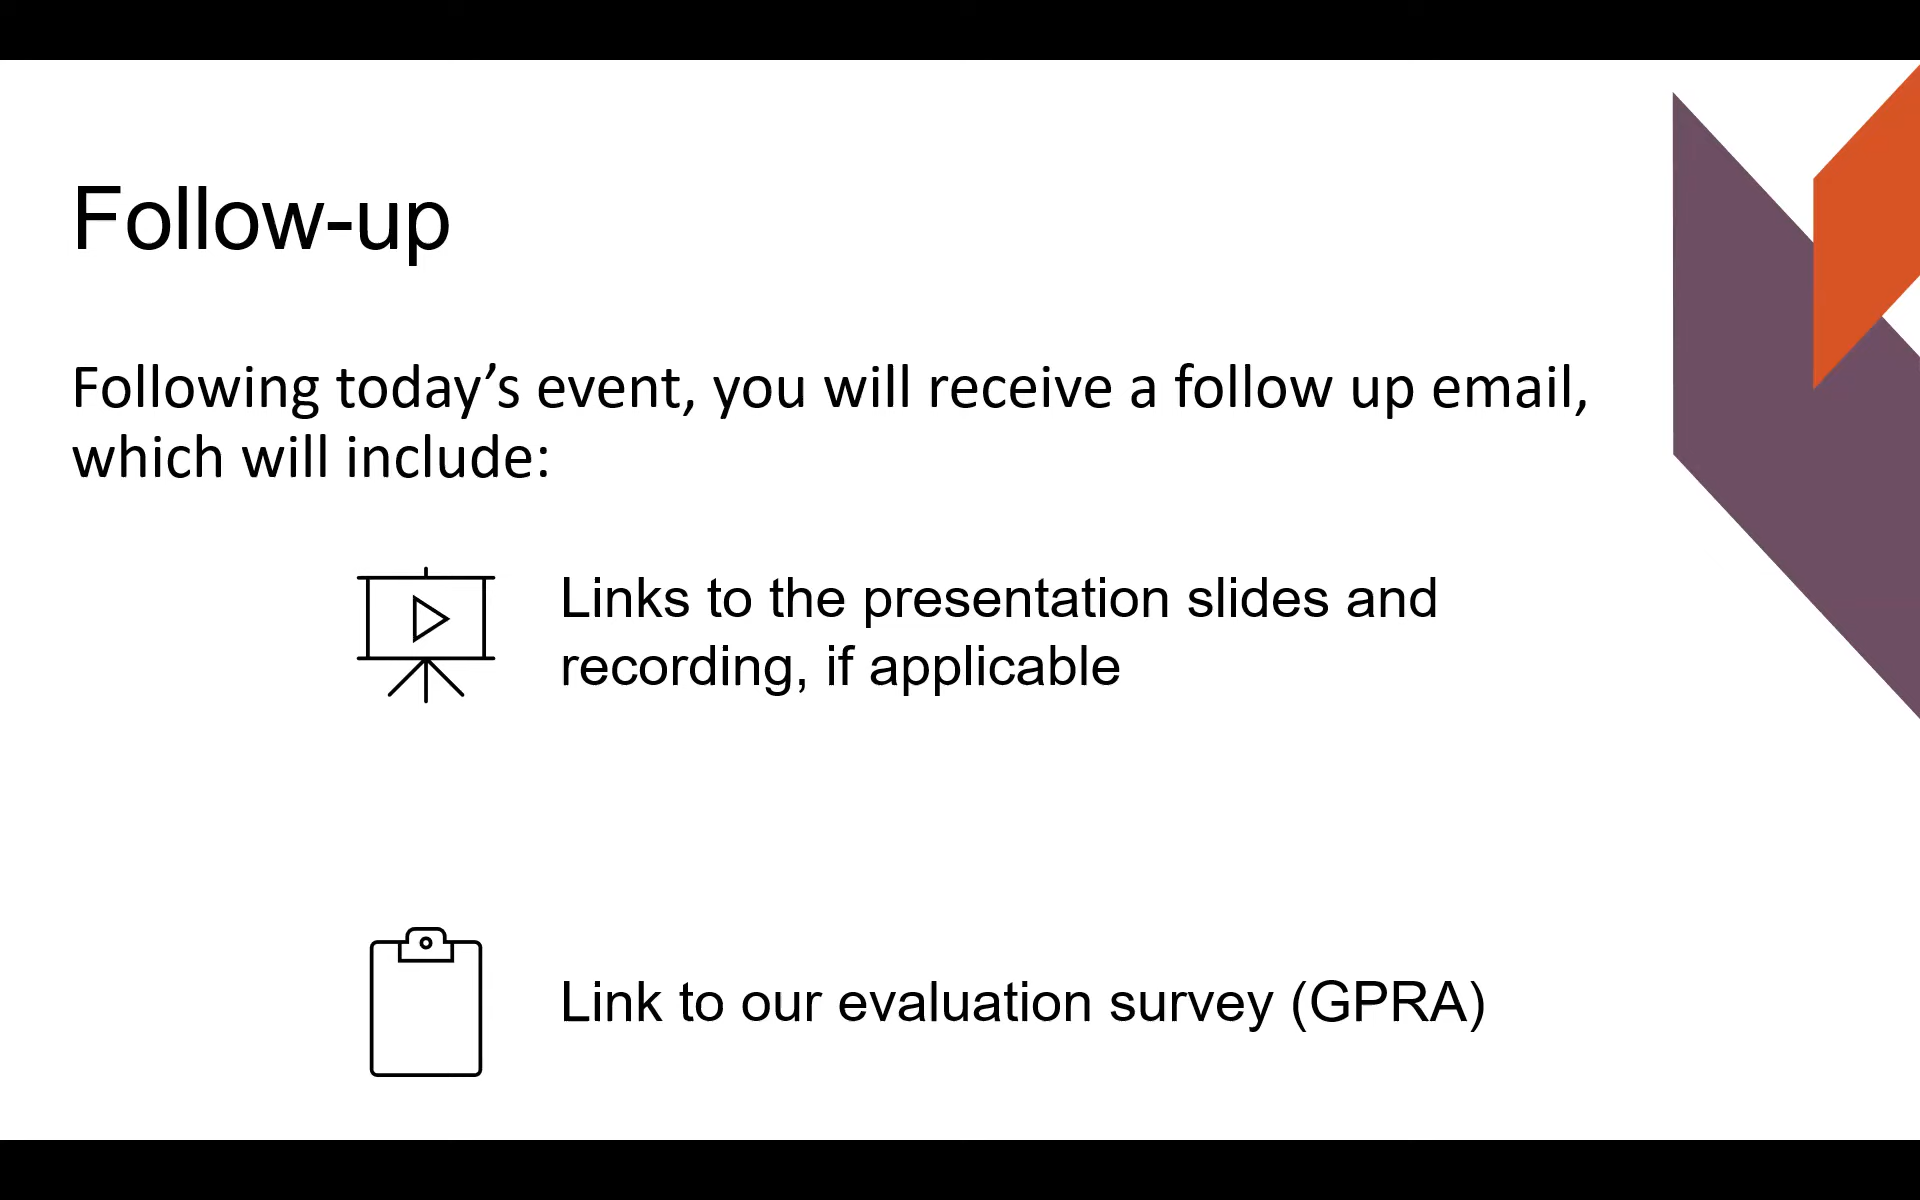 Follow-up
Following today’s event, you will receive a follow up email,
which will include:
Links to the presentation slides and
recording, if applicable
Link to our evaluation survey (GPRA)